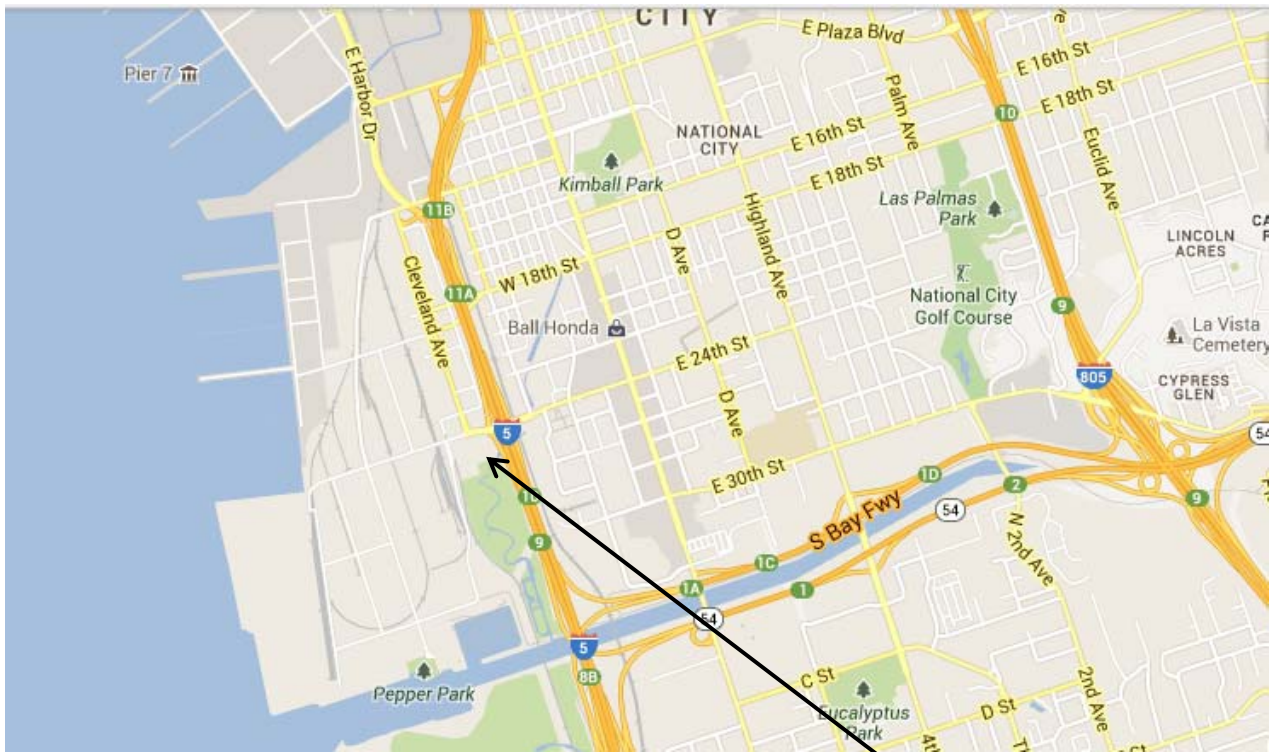 CITY
E Plaza Blvd
Pier 7
E Harbor Dr
E 16th St
10
E 18th St
Palm Ave
Euclid Ave
NATIONAL
CITY
E 16th St
Kimball Park
E 18th St
Highland Ave
Las Palmas
Park
11B
D Ave
LINCOLN
ACRES
Cleveland Ave
W 18th St
11A
National City
Golf Course
9
Ball Honda
La Vista
Cemetery
E 24th St
805
CYPRESS
GLEN
D Ave
5
54
E 30th St
1D
2
9
S Bay Fwy
54
9
N 2nd Ave
1C
1A
1
54
5
8B
Pepper Park
C St
Eucalyptus
Park
D St
2nd Ave